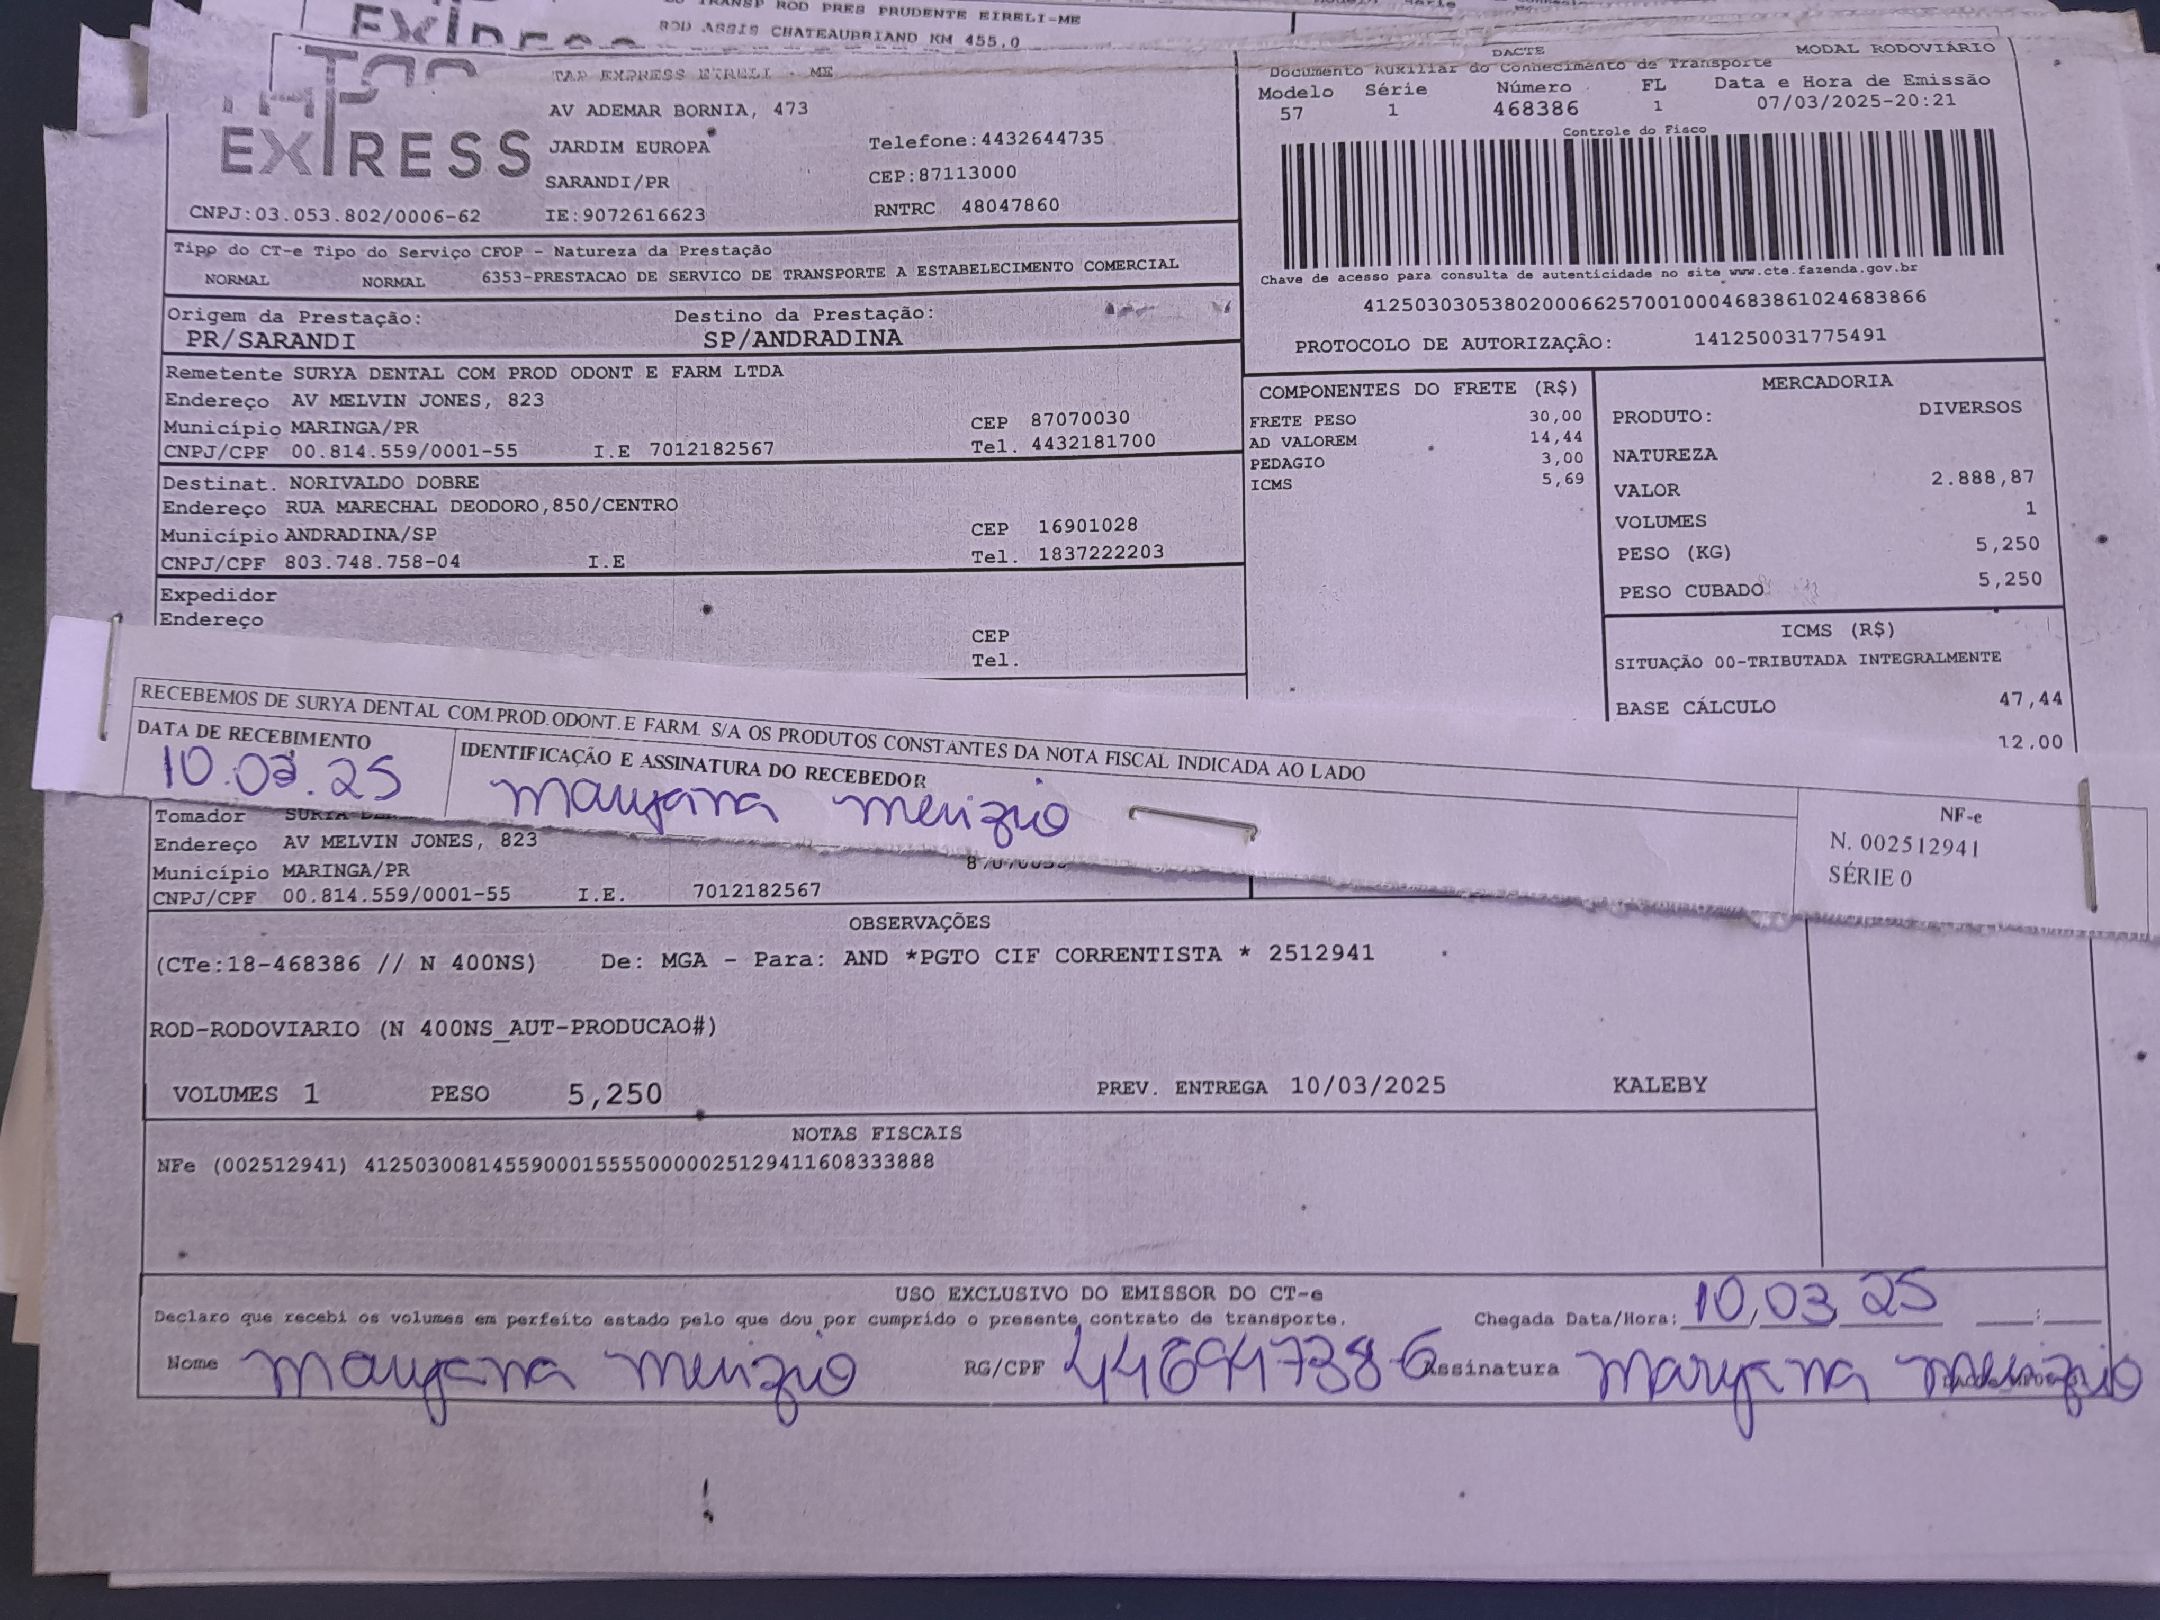 TRANSP ROD PRES PRUDENTE EIRELI-ME
ROD ASSIS CHATEAUBRIAND KM 455,0
TAP EXPRESS EIRELI - ME
AV ADEMAR BORNIA, 473
JARDIM EUROPA
Telefone:4432644735
SARANDI/PR
CEP:87113000
CNPJ:03.053.802/0006-62 IE:9072616623
RNTRC 48047860
TAP
EXPRESS
DACTE MODAL RODOVIÁRIO
Documento Auxiliar do Conhecimento de Transporte
Modelo Série Número FL Data e Hora de Emissão
57 1 468386 1 07/03/2025-20:21
Controle do Fisco
Chave de acesso para consulta de autenticidade no site www.cte.fazenda.gov.br
41250303053802000662570010004683861024683866
PROTOCOLO DE AUTORIZAÇÃO: 141250031775491
Tipo do CT-e Tipo do Serviço CFOP - Natureza da Prestação
NORMAL NORMAL 6353-PRESTACAO DE SERVICO DE TRANSPORTE A ESTABELECIMENTO COMERCIAL
Origem da Prestação: Destino da Prestação:
PR/SARANDI SP/ANDRADINA
Remetente SURYA DENTAL COM PROD ODONT E FARM LTDA
Endereço AV MELVIN JONES, 823
Município MARINGA/PR CEP 87070030
CNPJ/CPF 00.814.559/0001-55 I.E 7012182567 Tel. 4432181700
Destinat. NORIVALDO DOBRE
Endereço RUA MARECHAL DEODORO,850/CENTRO
Município ANDRADINA/SP CEP 16901028
CNPJ/CPF 803.748.758-04 I.E Tel. 1837222203
Expedidor
Endereço
CEP
Tel.
COMPONENTES DO FRETE (R$)
FRETE PESO 30,00
AD VALOREM 14,44
PEDAGIO 3,00
ICMS 5,69
MERCADORIA
PRODUTO: DIVERSOS
NATUREZA
VALOR 2.888,87
VOLUMES 1
PESO (KG) 5,250
PESO CUBADO 5,250
ICMS (R$)
SITUAÇÃO 00-TRIBUTADA INTEGRALMENTE
BASE CÁLCULO 47,44
12,00
RECEBEMOS DE SURYA DENTAL COM.PROD.ODONT.E FARM. S/A OS PRODUTOS CONSTANTES DA NOTA FISCAL INDICADA AO LADO
DATA DE RECEBIMENTO IDENTIFICAÇÃO E ASSINATURA DO RECEBEDOR
10.03.25 Maryana Merizio
NF-e
N. 002512941
SÉRIE 0
Tomador SURYA
Endereço AV MELVIN JONES, 823
Município MARINGA/PR 87070030
CNPJ/CPF 00.814.559/0001-55 I.E. 7012182567
OBSERVAÇÕES
(CTe:18-468386 // N 400NS) De: MGA - Para: AND *PGTO CIF CORRENTISTA * 2512941
ROD-RODOVIARIO (N 400NS_AUT-PRODUCAO#)
VOLUMES 1 PESO 5,250 PREV. ENTREGA 10/03/2025 KALEBY
NOTAS FISCAIS
NFe (002512941) 41250300814559000155550000025129411608333888
USO EXCLUSIVO DO EMISSOR DO CT-e
Declaro que recebi os volumes em perfeito estado pelo que dou por cumprido o presente contrato de transporte. Chegada Data/Hora: 10/03/25 __:__
Nome Maryana Merizio RG/CPF 44694738-6 Assinatura Maryana Merizio